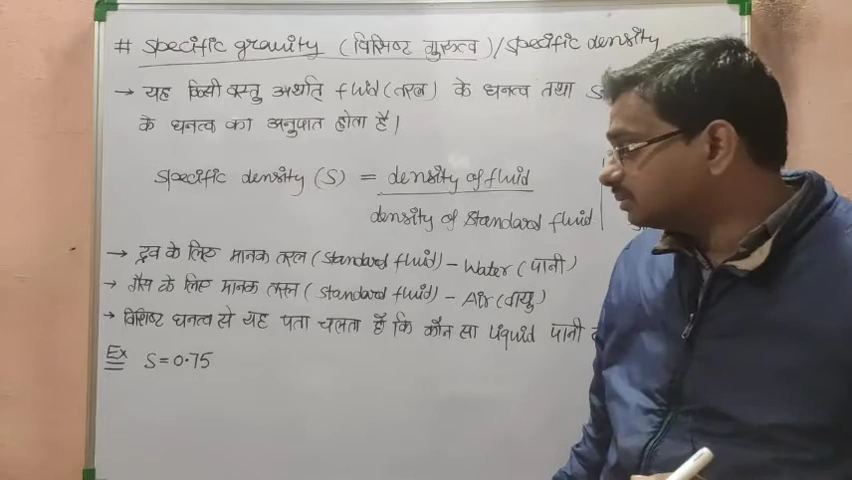 # specific gravity (विसिष्ट गुरुत्व)/specific density
→ यह किसी वस्तु अर्थात् fluid(तरल) के घनत्व तथा
के घनत्व का अनुपात होता है।
specific density (S) = density of fluid
density of standard fluid
→ द्रव के लिए मानक तरल (standard fluid) - Water (पानी)
→ गैस के लिए मानक तरल (standard fluid) - Air (वायु)
→ विशिष्ट घनत्व से यह पता चलता है कि कौन सा liquid पानी
Ex S = 0.75